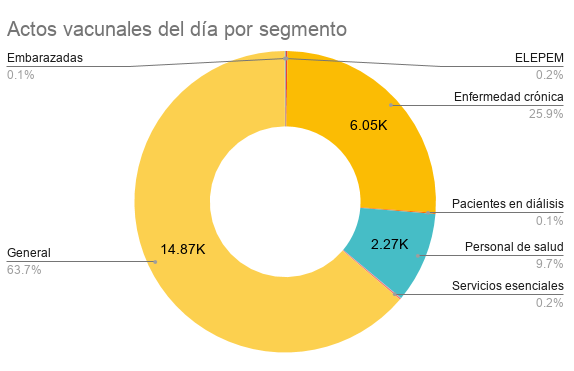 Actos vacunales del día por segmento
Embarazadas
0.1%
ELEPEM
0.2%
Enfermedad crónica
25.9%
6.05K
Pacientes en diálisis
0.1%
Personal de salud
9.7%
2.27K
General
63.7%
14.87K
Servicios esenciales
0.2%